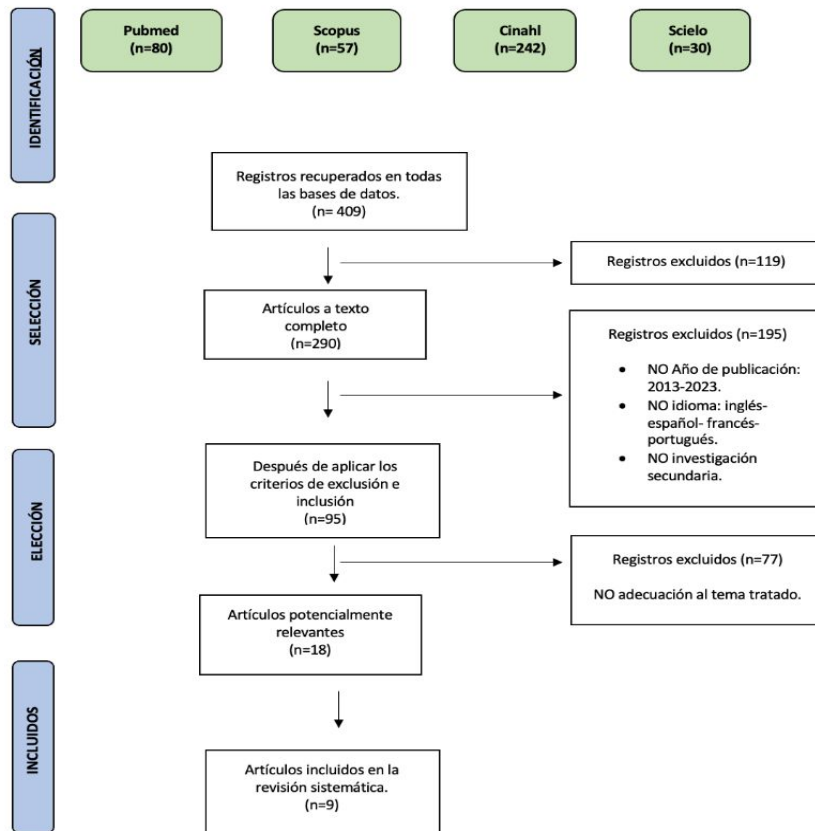 IDENTIFICACIÓN
Pubmed
(n=80)
Scopus
(n=57)
Cinahl
(n=242)
Scielo
(n=30)
Registros recuperados en todas
las bases de datos.
(n= 409)
SELECCIÓN
Registros excluidos (n=119)
Artículos a texto
completo
(n=290)
Registros excluidos (n=195)
• NO Año de publicación:
2013-2023.
• NO idioma: inglés-
español- francés-
portugués.
• NO investigación
secundaria.
ELECCIÓN
Después de aplicar los
criterios de exclusión e
inclusión
(n=95)
Registros excluidos (n=77)
NO adecuación al tema tratado.
Artículos potencialmente
relevantes
(n=18)
INCLUIDOS
Artículos incluidos en la
revisión sistemática.
(n=9)